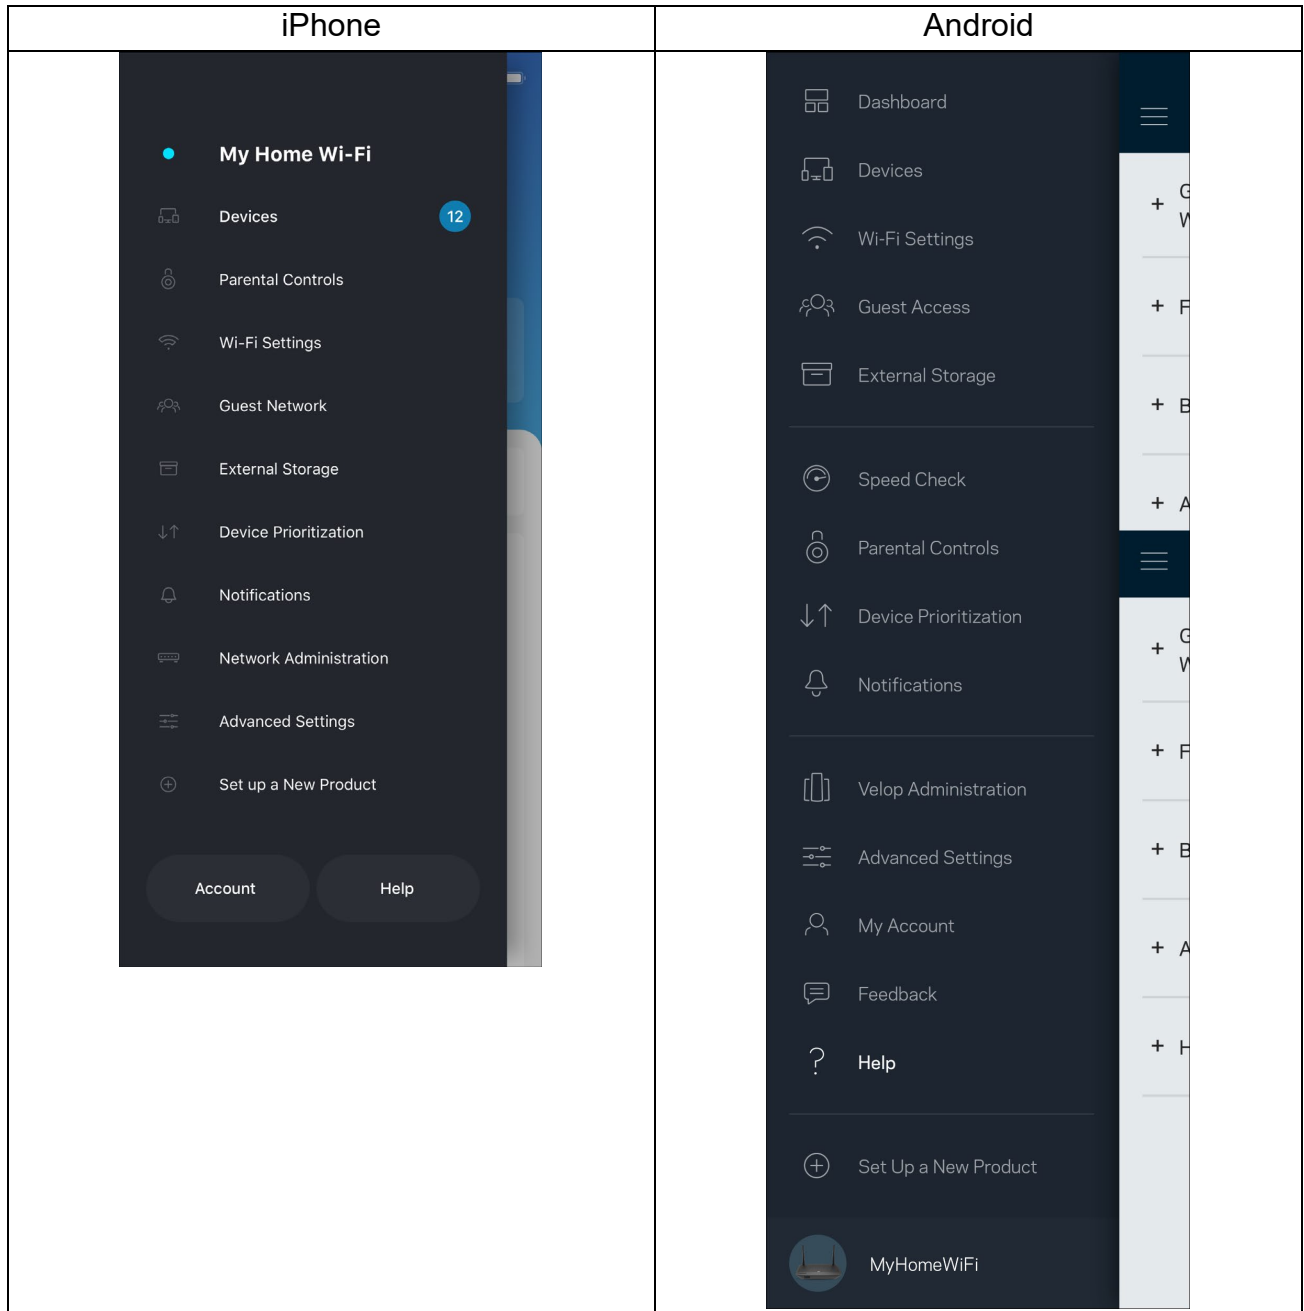 iPhone
Android
My Home Wi-Fi
Devices
12
Parental Controls
Wi-Fi Settings
Guest Network
External Storage
Device Prioritization
Notifications
Network Administration
Advanced Settings
Set up a New Product
Account
Help
Dashboard
Devices
Wi-Fi Settings
Guest Access
External Storage
Speed Check
Parental Controls
Device Prioritization
Notifications
Velop Administration
Advanced Settings
My Account
Feedback
Help
Set Up a New Product
MyHomeWiFi